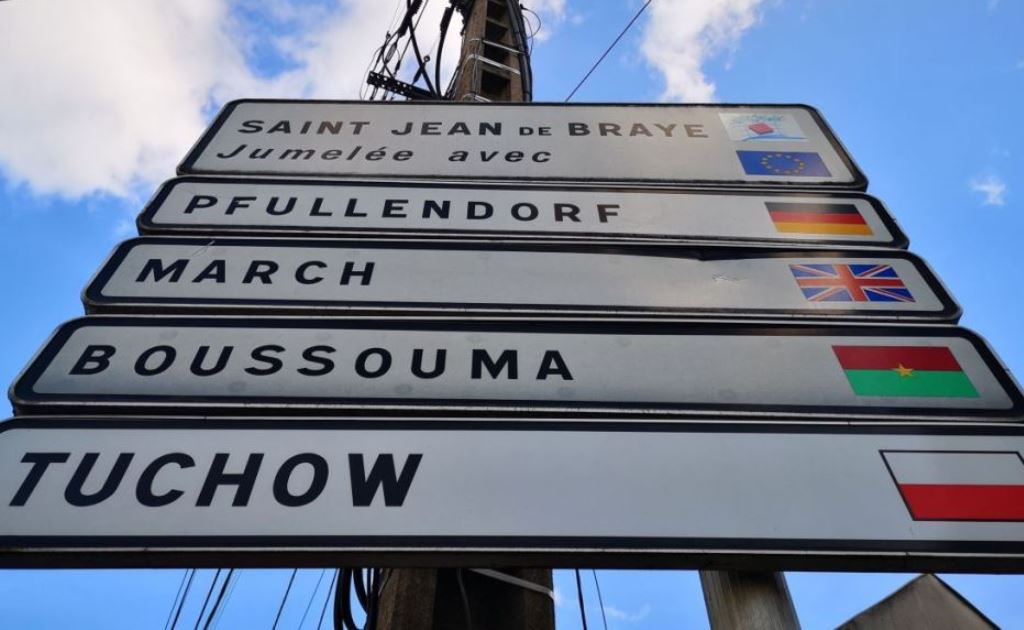 SAINT JEAN DE BRAYE
Jumelée avec
PFULLENDORF
MARCH
BOUSSOUMA
TUCHOW